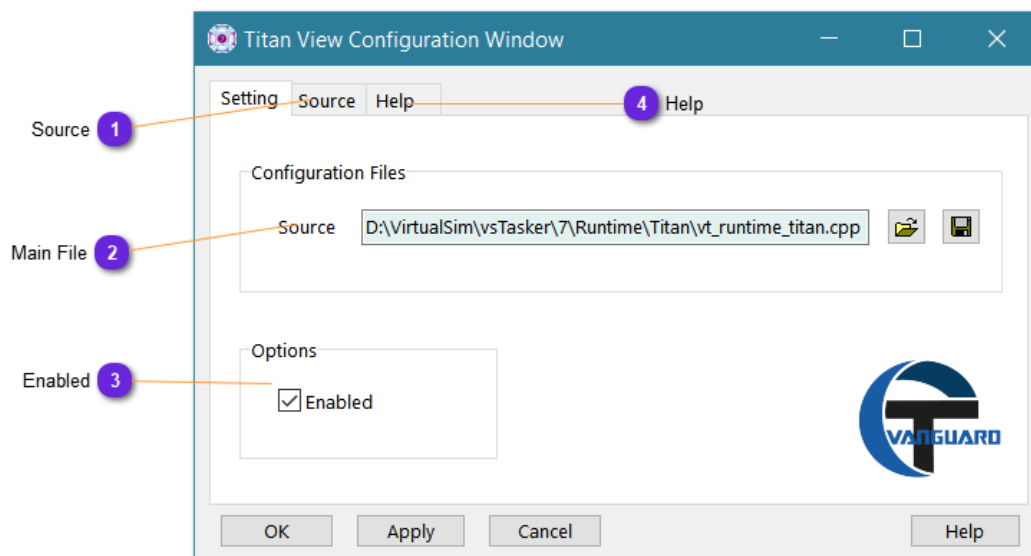 Titan View Configuration Window
Setting Source Help
4 Help
Source 1
Configuration Files
Source D:\VirtualSim\vsTasker\7\Runtime\Titan\vt_runtime_titan.cpp
Main File 2
Options
Enabled 3
Enabled
VANGUARD
OK Apply Cancel Help